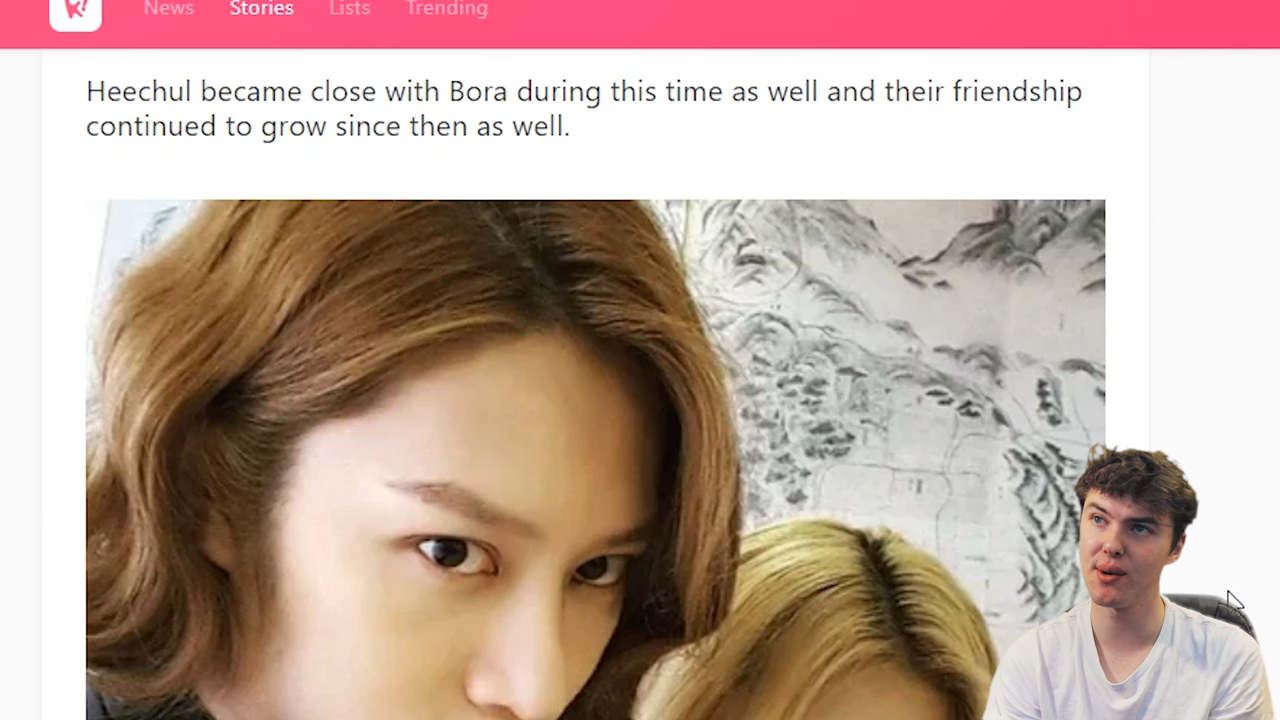 News Stories Lists Trending
Heechul became close with Bora during this time as well and their friendship
continued to grow since then as well.